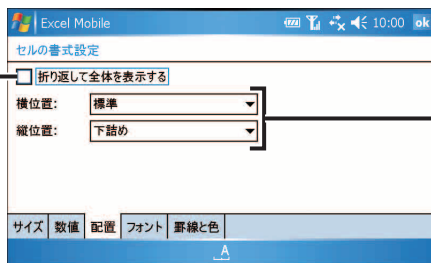 Excel Mobile 10:00 ok
セルの書式設定
折り返して全体を表示する
横位置: 標準
縦位置: 下詰め
サイズ 数値 配置 フォント 罫線と色
A